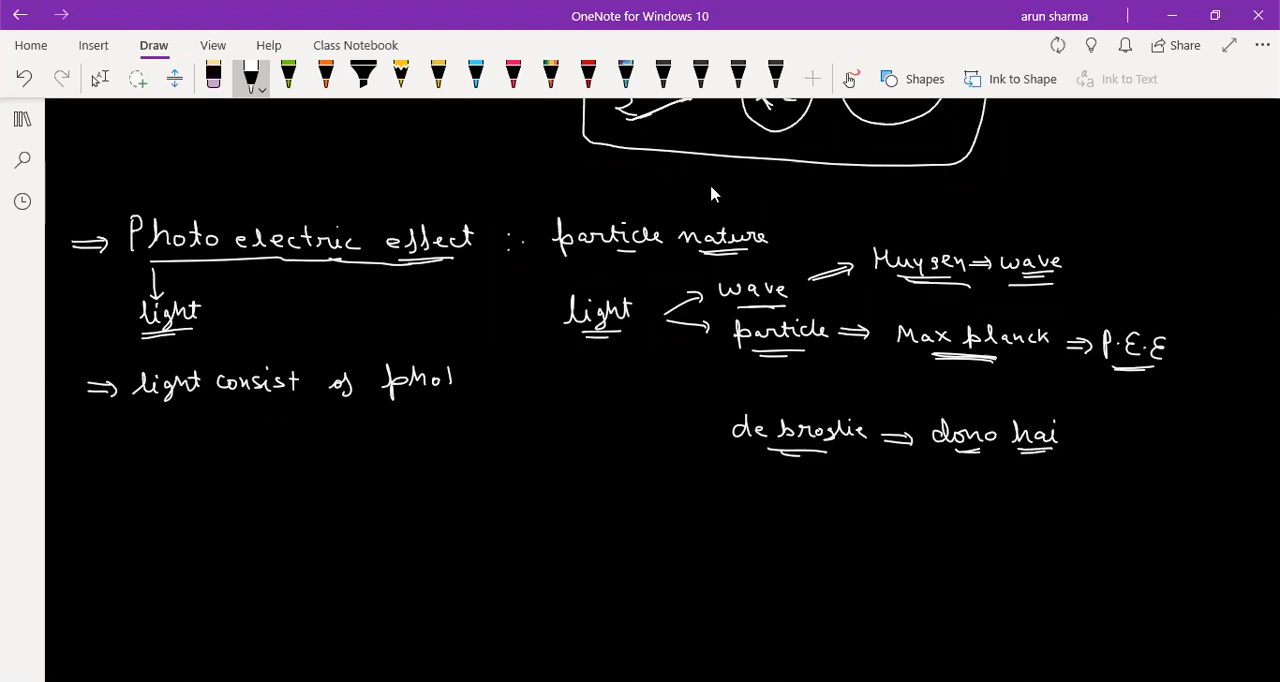 OneNote for Windows 10
arun sharma
Home Insert Draw View Help Class Notebook
Share
Shapes Ink to Shape Ink to Text
⇒ Photo electric effect : particle nature
light
light
wave ⇒ Huygen ⇒ wave
particle ⇒ Max planck ⇒ P.E.E
⇒ light consist of phol
de broglie ⇒ dono hai